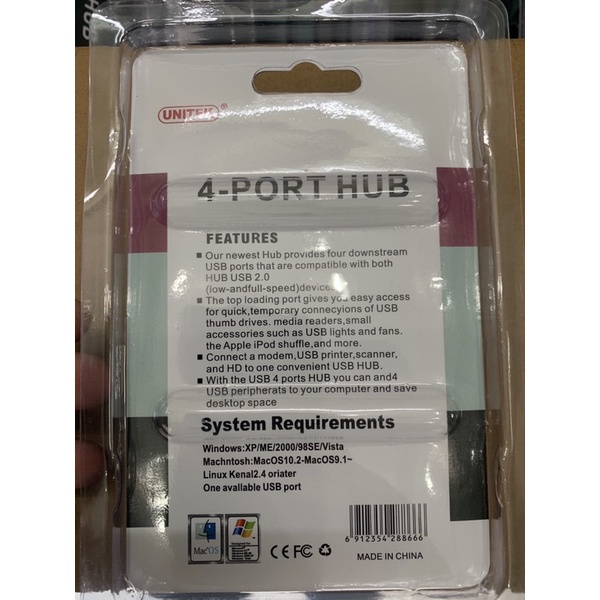 HUB
UNITEK®
4-PORT HUB
FEATURES
■ Our newest Hub provides four downstream
USB ports that are compatible with both
HUB USB 2.0
(low-andfull-speed)devices
■ The top loading port gives you easy access
for quick,temporary connecyions of USB
thumb drives. media readers,small
accessories such as USB lights and fans.
the Apple iPod shuffle,and more.
■ Connect a modem,USB printer,scanner,
and HD to one convenient USB HUB.
■ With the USB 4 ports HUB you can and4
USB peripherals to your computer and save
desktop space
System Requirements
Windows:XP/ME/2000/98SE/Vista
Machntosh:MacOS10.2-MacOS9.1~
Linux Kenal2.4 oriater
One available USB port
Mac OS
CE FC
6 912354 288666
MADE IN CHINA